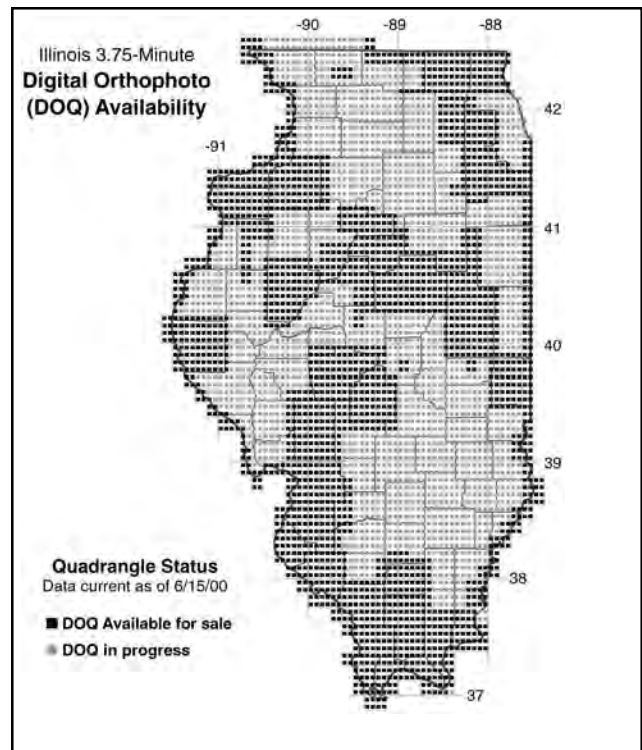 Illinois 3.75-Minute
Digital Orthophoto
(DOQ) Availability
-90
-89
-88
-91
42
41
40
39
38
37
Quadrangle Status
Data current as of 6/15/00
DOQ Available for sale
DOQ in progress